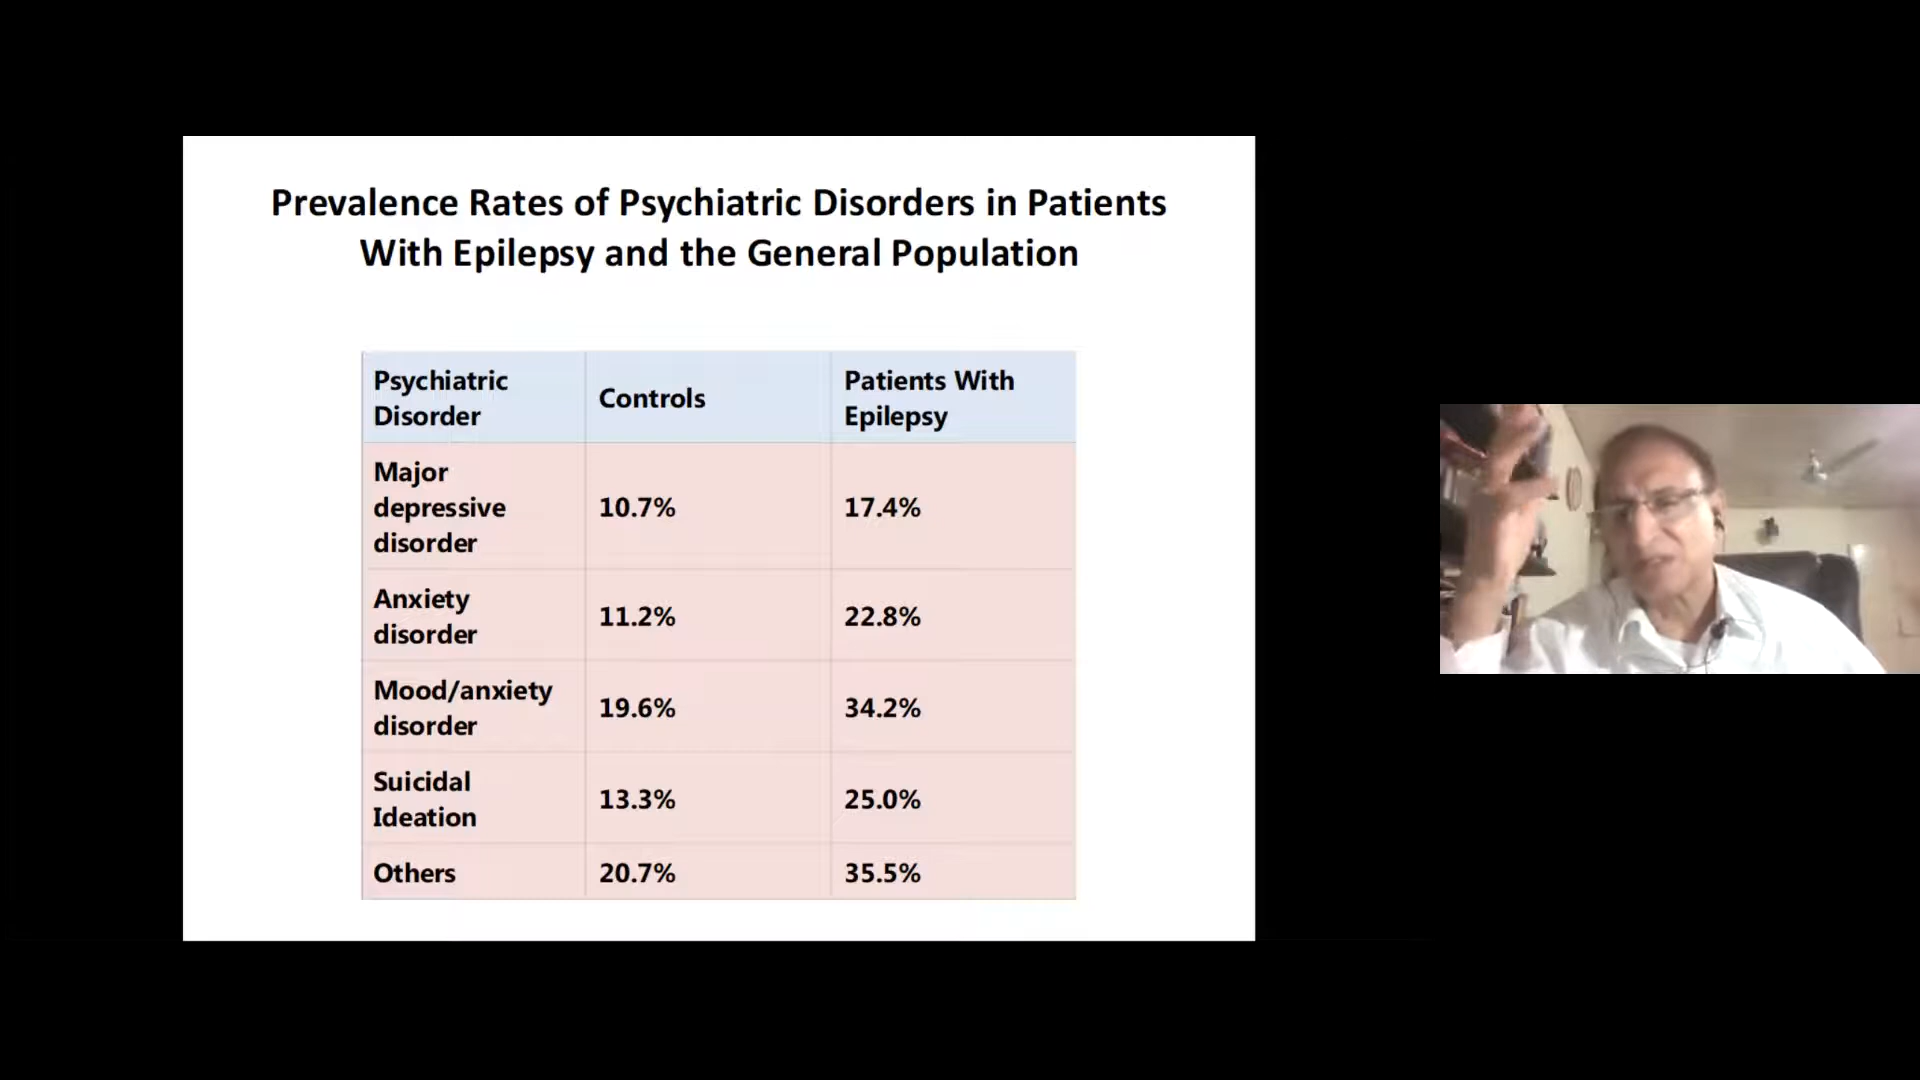 Prevalence Rates of Psychiatric Disorders in Patients
With Epilepsy and the General Population
Psychiatric
Disorder
Controls
Patients With
Epilepsy
Major
depressive
disorder
10.7%
17.4%
Anxiety
disorder
11.2%
22.8%
Mood/anxiety
disorder
19.6%
34.2%
Suicidal
Ideation
13.3%
25.0%
Others
20.7%
35.5%